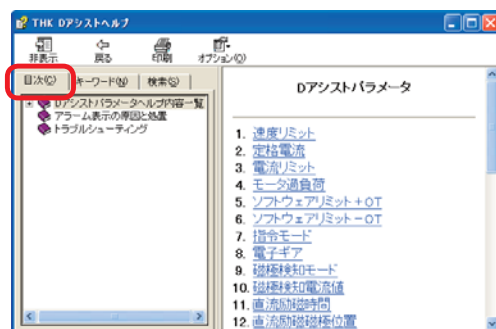 THK Dアシストヘルプ
非表示 戻る 印刷 オプション(O)
目次(C) キーワード(N) 検索(S)
Dアシストパラメータヘルプ内容一覧
アラーム表示の原因と処置
トラブルシューティング
Dアシストパラメータ
1. 速度リミット
2. 定格電流
3. 電流リミット
4. モータ過負荷
5. ソフトウェアリミット+OT
6. ソフトウェアリミット-OT
7. 指令モード
8. 電子ギア
9. 磁極検知モード
10. 磁極検知電流値
11. 直流励磁時間
12. 直流励磁磁極位置